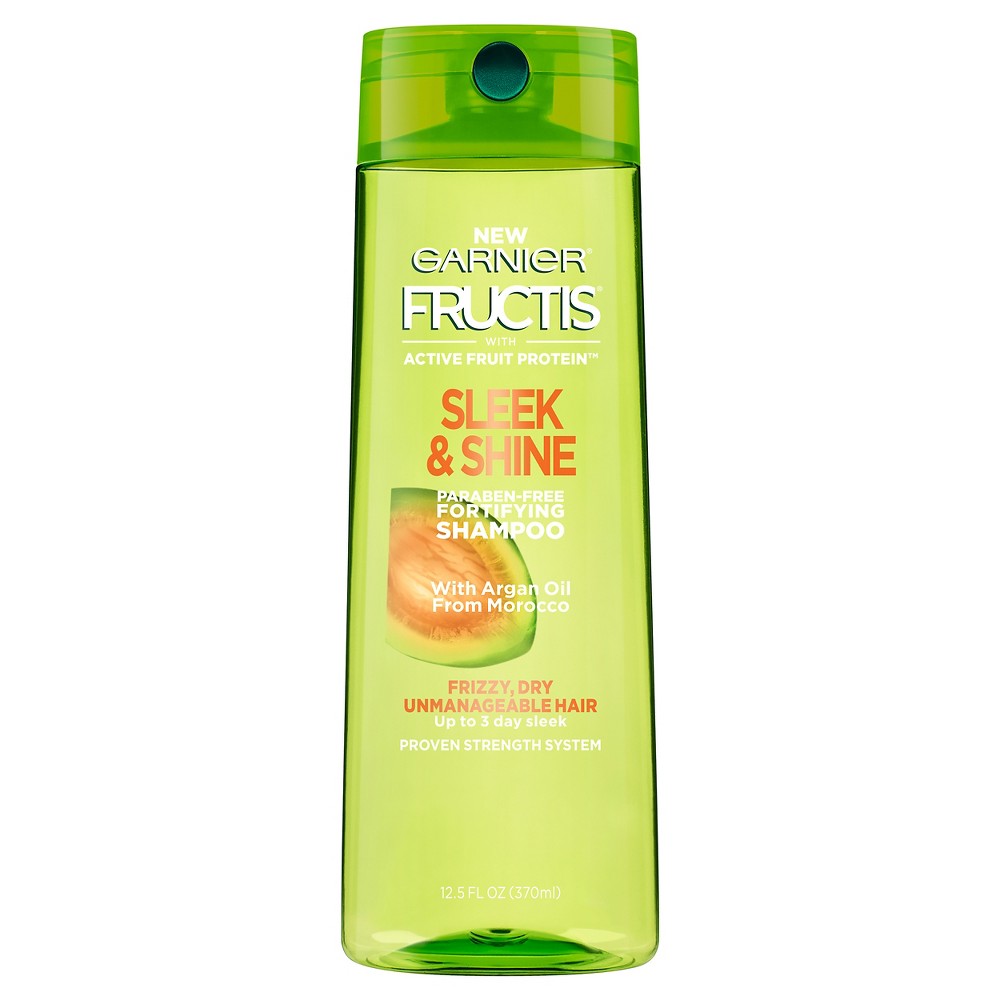 NEW
GARNIER®
FRUCTIS®
WITH
ACTIVE FRUIT PROTEIN™
SLEEK
& SHINE
PARABEN-FREE
FORTIFYING
SHAMPOO
With Argan Oil
From Morocco
FRIZZY, DRY
UNMANAGEABLE HAIR
Up to 3 day sleek
PROVEN STRENGTH SYSTEM
12.5 FL OZ (370ml)